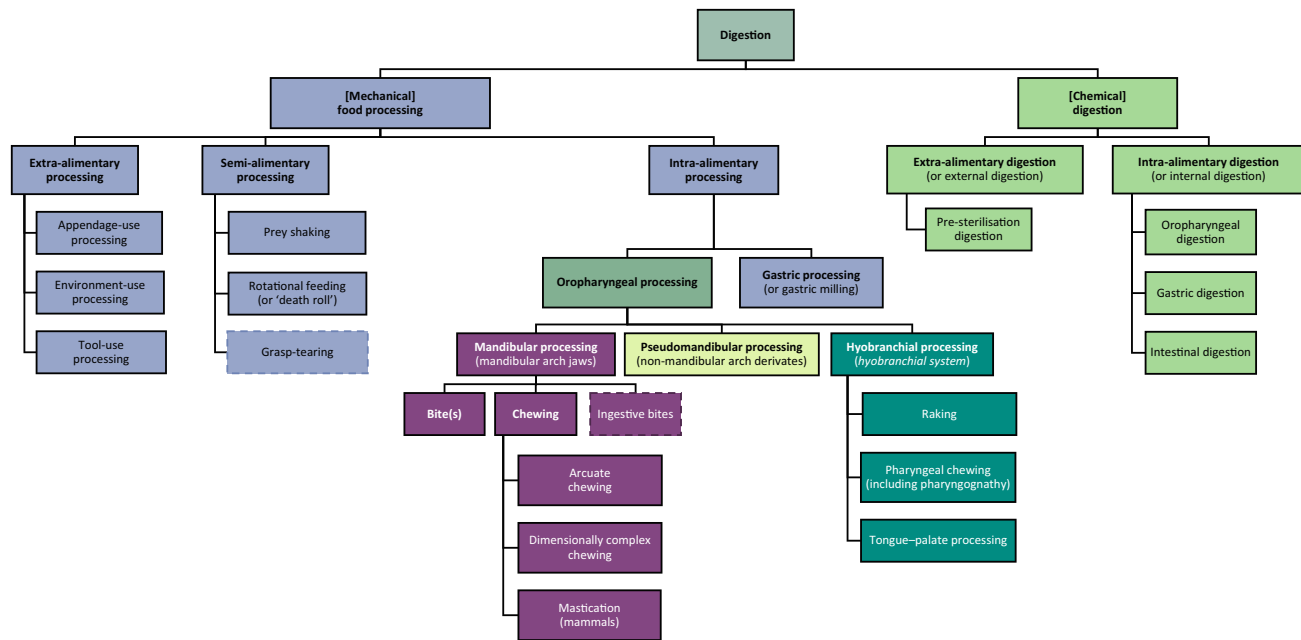 Digestion
[Mechanical]
food processing
[Chemical]
digestion
Extra-alimentary
processing
Semi-alimentary
processing
Intra-alimentary
processing
Extra-alimentary digestion
(or external digestion)
Intra-alimentary digestion
(or internal digestion)
Appendage-use
processing
Prey shaking
Pre-sterilisation
digestion
Oropharyngeal
digestion
Environment-use
processing
Rotational feeding
(or ‘death roll’)
Oropharyngeal processing
Gastric processing
(or gastric milling)
Gastric digestion
Tool-use
processing
Grasp-tearing
Mandibular processing
(mandibular arch jaws)
Pseudomandibular processing
(non-mandibular arch derivates)
Hyobranchial processing
(hyobranchial system)
Intestinal digestion
Bite(s)
Chewing
Ingestive bites
Raking
Arcuate
chewing
Pharyngeal chewing
(including pharyngognathy)
Dimensionally complex
chewing
Tongue–palate processing
Mastication
(mammals)